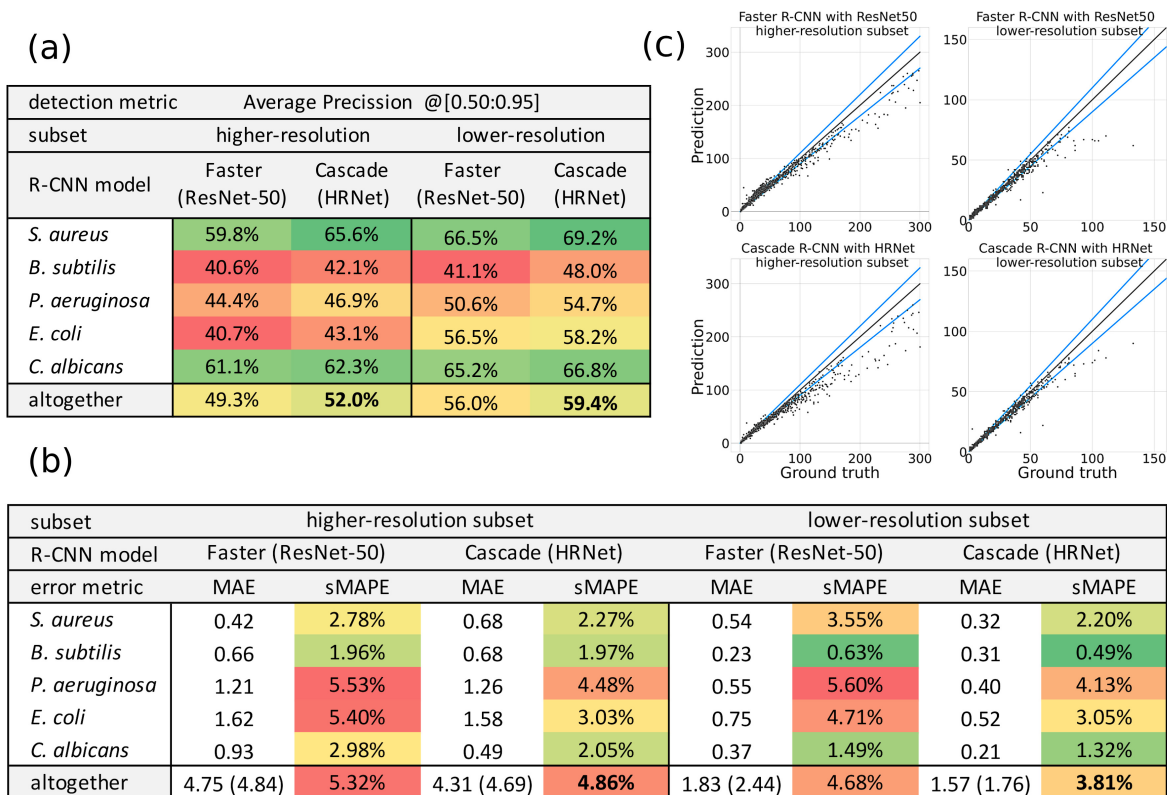 (a)
detection metric Average Precission @[0.50:0.95]
subset higher-resolution lower-resolution
R-CNN model Faster (ResNet-50) Cascade (HRNet) Faster (ResNet-50) Cascade (HRNet)
S. aureus 59.8% 65.6% 66.5% 69.2%
B. subtilis 40.6% 42.1% 41.1% 48.0%
P. aeruginosa 44.4% 46.9% 50.6% 54.7%
E. coli 40.7% 43.1% 56.5% 58.2%
C. albicans 61.1% 62.3% 65.2% 66.8%
altogether 49.3% 52.0% 56.0% 59.4%
(c)
Faster R-CNN with ResNet50
higher-resolution subset
300
200
100
0
Prediction
0 100 200 300
Faster R-CNN with ResNet50
lower-resolution subset
150
100
50
0
0 50 100 150
Cascade R-CNN with HRNet
higher-resolution subset
300
200
100
0
Prediction
0 100 200 300
Ground truth
Cascade R-CNN with HRNet
lower-resolution subset
150
100
50
0
0 50 100 150
Ground truth
(b)
subset higher-resolution subset lower-resolution subset
R-CNN model Faster (ResNet-50) Cascade (HRNet) Faster (ResNet-50) Cascade (HRNet)
error metric MAE sMAPE MAE sMAPE MAE sMAPE MAE sMAPE
S. aureus 0.42 2.78% 0.68 2.27% 0.54 3.55% 0.32 2.20%
B. subtilis 0.66 1.96% 0.68 1.97% 0.23 0.63% 0.31 0.49%
P. aeruginosa 1.21 5.53% 1.26 4.48% 0.55 5.60% 0.40 4.13%
E. coli 1.62 5.40% 1.58 3.03% 0.75 4.71% 0.52 3.05%
C. albicans 0.93 2.98% 0.49 2.05% 0.37 1.49% 0.21 1.32%
altogether 4.75 (4.84) 5.32% 4.31 (4.69) 4.86% 1.83 (2.44) 4.68% 1.57 (1.76) 3.81%